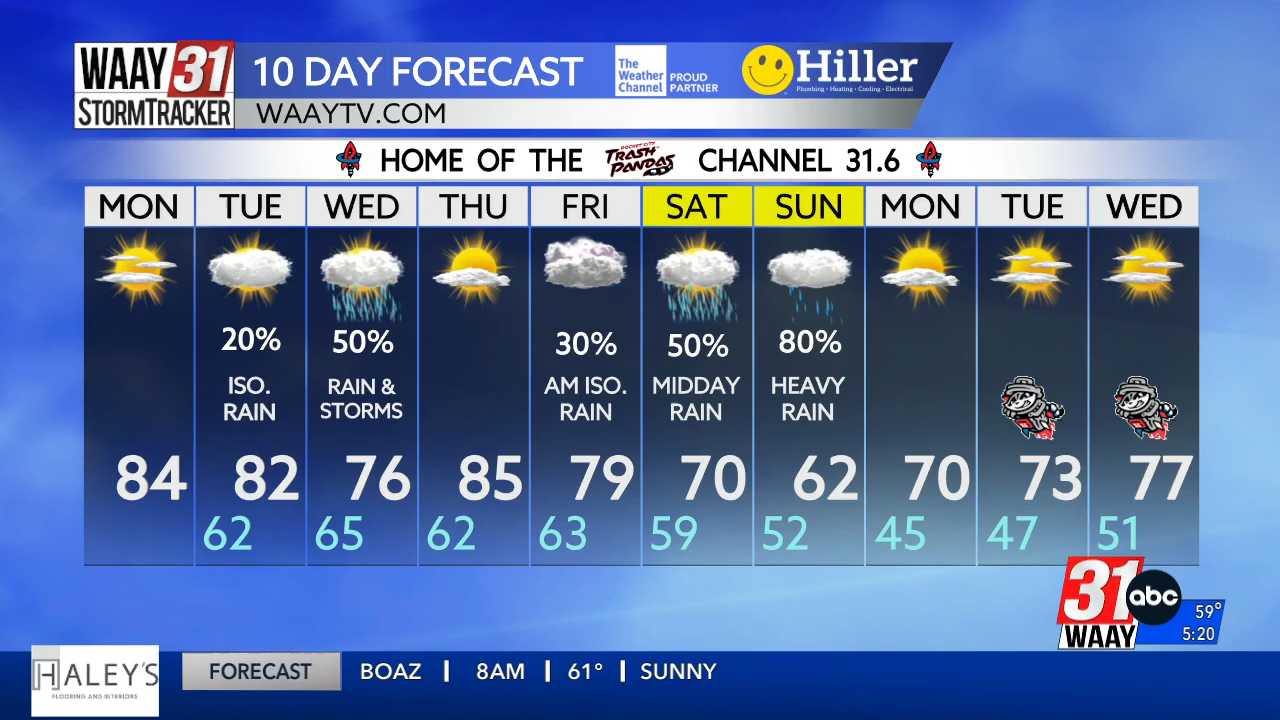 WAAY 31
STORMTRACKER
10 DAY FORECAST
WAAYTV.COM
The
Weather
Channel
PROUD
PARTNER
Hiller
Plumbing • Heating • Cooling • Electrical
HOME OF THE ROCKET CITY TRASH PANDAS CHANNEL 31.6
MON TUE WED THU FRI SAT SUN MON TUE WED
20% 50% 30% 50% 80%
ISO. RAIN & AM ISO. MIDDAY HEAVY
RAIN STORMS RAIN RAIN RAIN
84 82 76 85 79 70 62 70 73 77
62 65 62 63 59 52 45 47 51
31 abc
WAAY
59°
5:20
HALEY'S
FLOORING AND INTERIORS
FORECAST BOAZ | 8AM | 61° | SUNNY